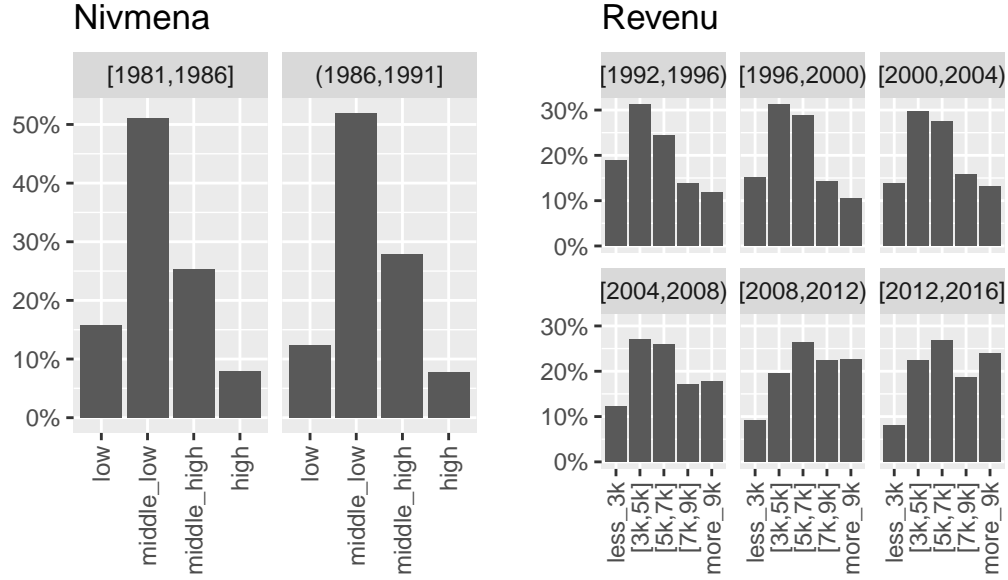 Nivmena
[1981,1986]
(1986,1991]
50%
40%
30%
20%
10%
0%
low
middle_low
middle_high
high
low
middle_low
middle_high
high
Revenu
[1992,1996)
[1996,2000)
[2000,2004)
30%
20%
10%
0%
[2004,2008)
[2008,2012)
[2012,2016]
30%
20%
10%
0%
less_3k
[3k,5k]
[5k,7k]
[7k,9k]
more_9k
less_3k
[3k,5k]
[5k,7k]
[7k,9k]
more_9k
less_3k
[3k,5k]
[5k,7k]
[7k,9k]
more_9k